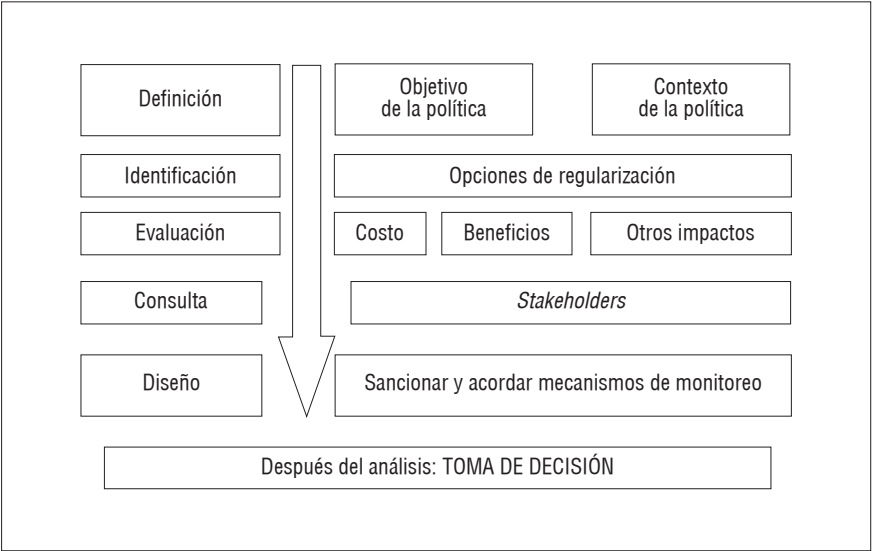 Definición
Objetivo
de la política
Contexto
de la política
Identificación
Opciones de regularización
Evaluación
Costo
Beneficios
Otros impactos
Consulta
Stakeholders
Diseño
Sancionar y acordar mecanismos de monitoreo
Después del análisis: TOMA DE DECISIÓN